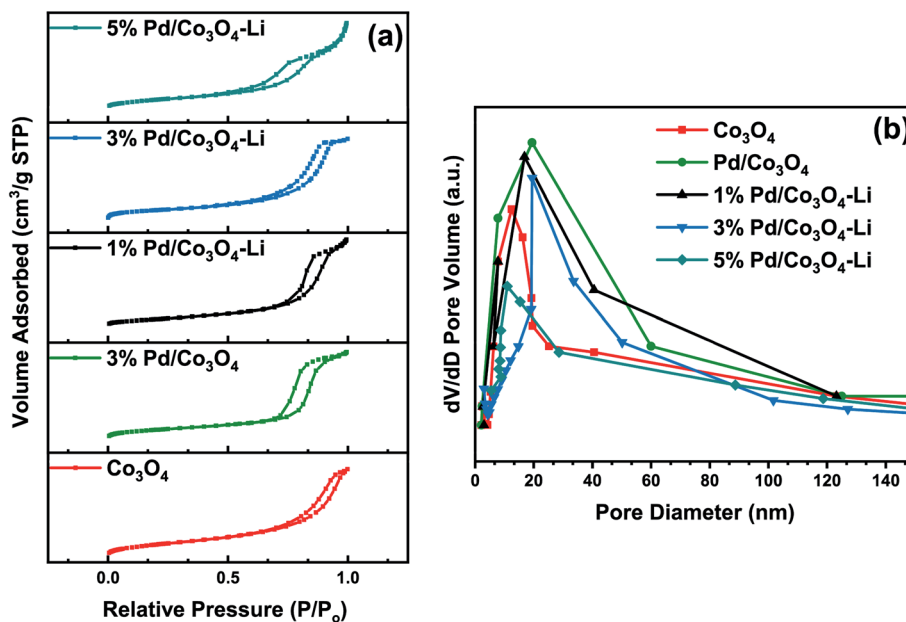 (a)
5% Pd/Co₃O₄-Li
3% Pd/Co₃O₄-Li
1% Pd/Co₃O₄-Li
3% Pd/Co₃O₄
Co₃O₄
Volume Adsorbed (cm³/g STP)
0.0 0.5 1.0
Relative Pressure (P/Pₒ)
(b)
Co₃O₄
Pd/Co₃O₄
1% Pd/Co₃O₄-Li
3% Pd/Co₃O₄-Li
5% Pd/Co₃O₄-Li
dV/dD Pore Volume (a.u.)
0 20 40 60 80 100 120 140
Pore Diameter (nm)